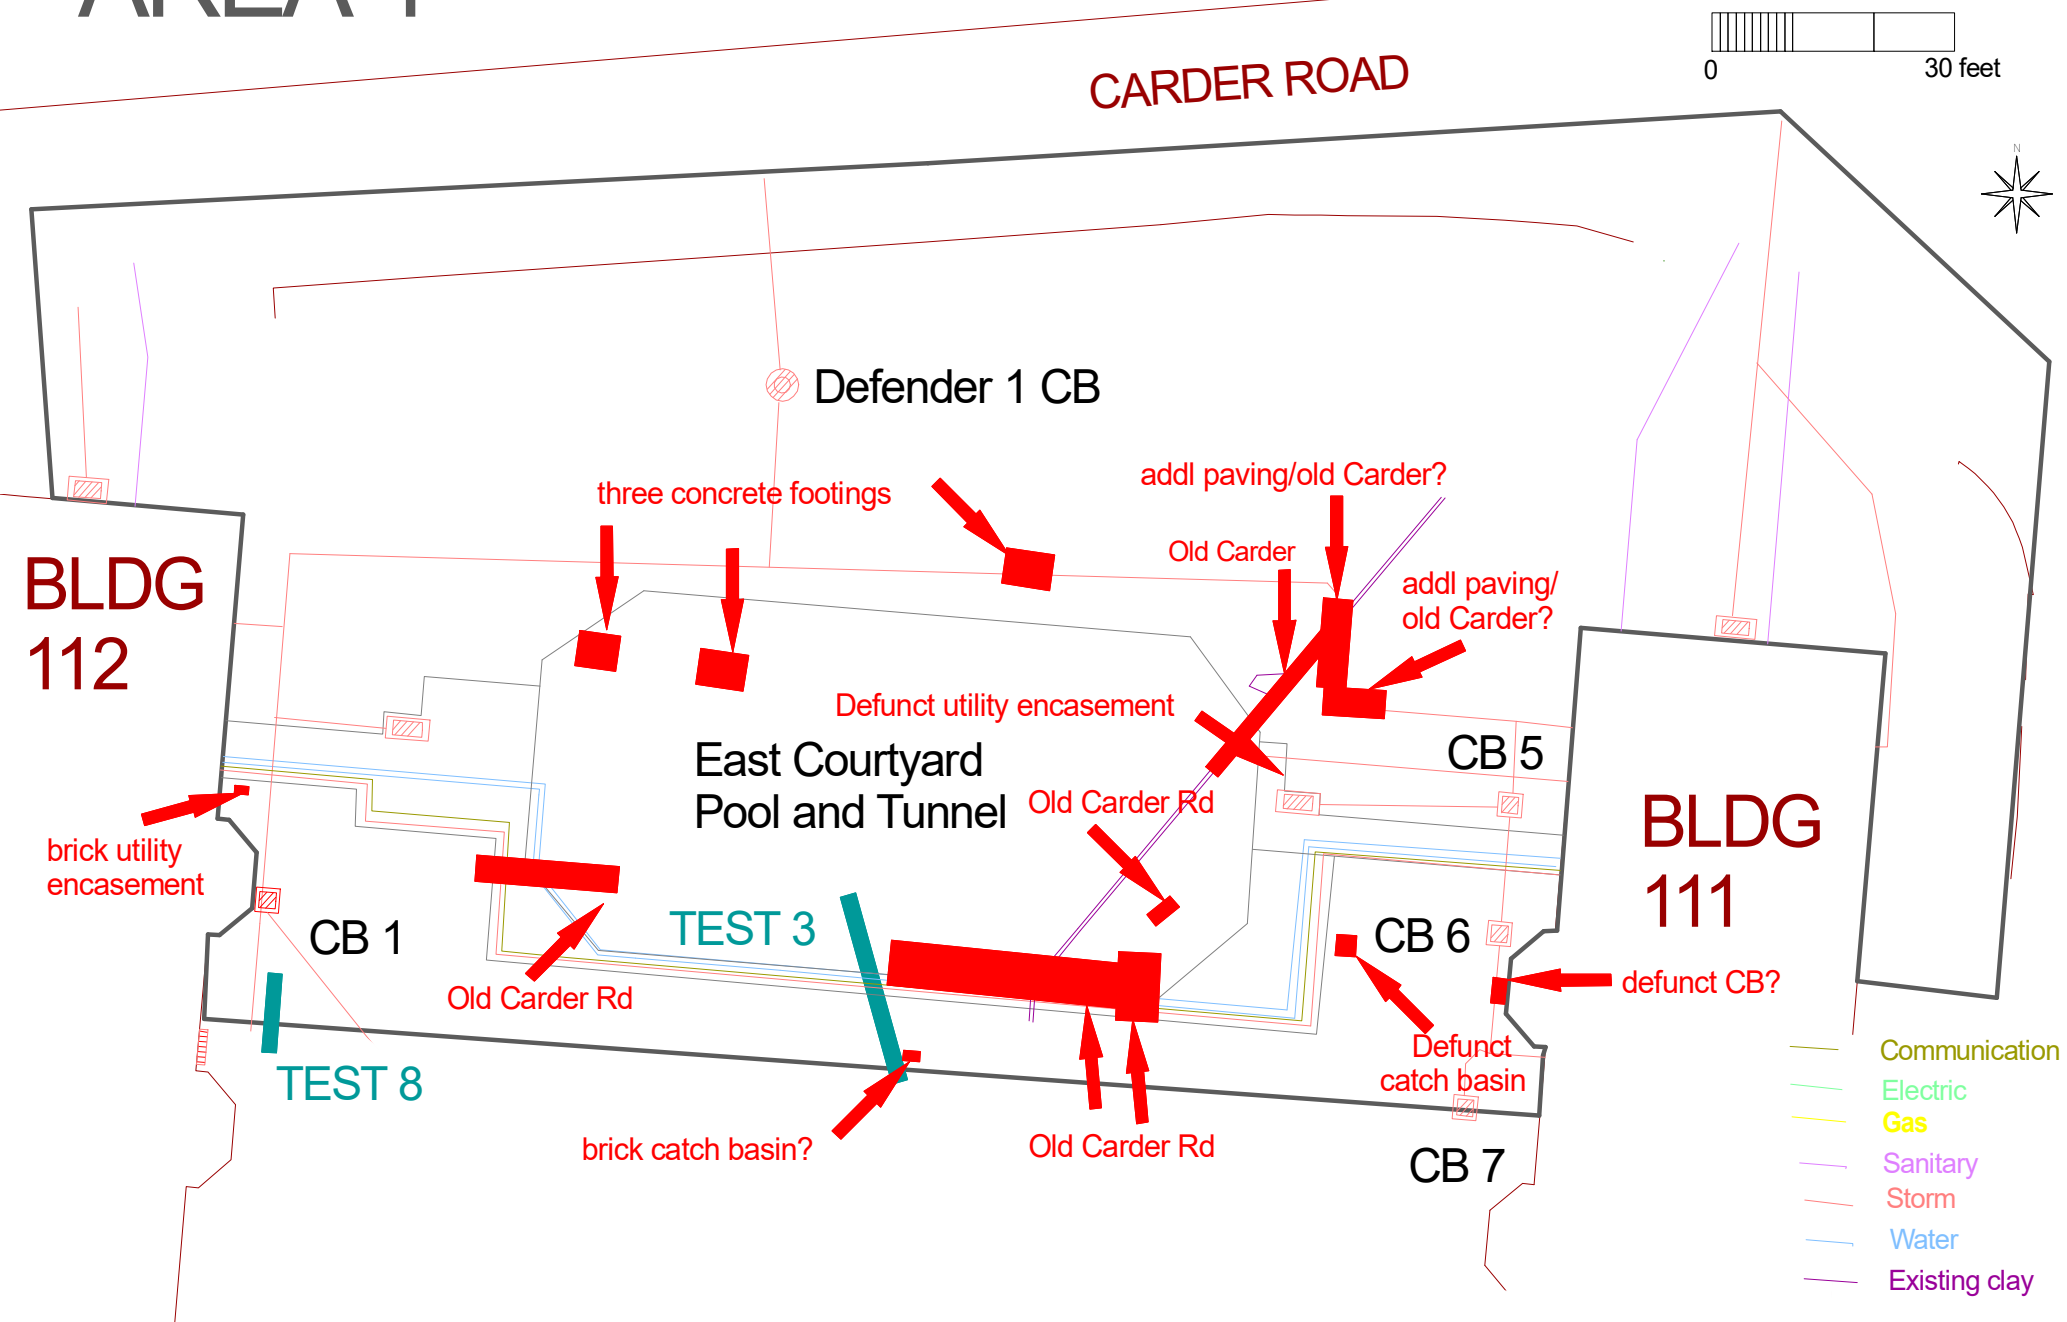 AREA 1
CARDER ROAD
0
30 feet
N
Defender 1 CB
three concrete footings
addl paving/old Carder?
Old Carder
addl paving/
old Carder?
BLDG
112
Defunct utility encasement
East Courtyard
Pool and Tunnel
Old Carder Rd
CB 5
BLDG
111
brick utility
encasement
CB 1
TEST 3
CB 6
Old Carder Rd
defunct CB?
Defunct
catch basin
TEST 8
brick catch basin?
Old Carder Rd
CB 7
Communication
Electric
Gas
Sanitary
Storm
Water
Existing clay